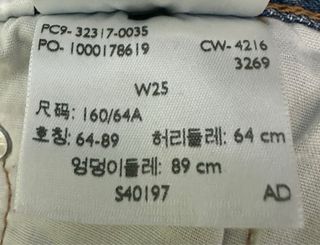 PC9- 32317-0035
PO- 1000178619 CW- 4216
3269
W25
尺码: 160/64A
호칭: 64-89 허리둘레: 64 cm
엉덩이둘레: 89 cm
S40197 AD